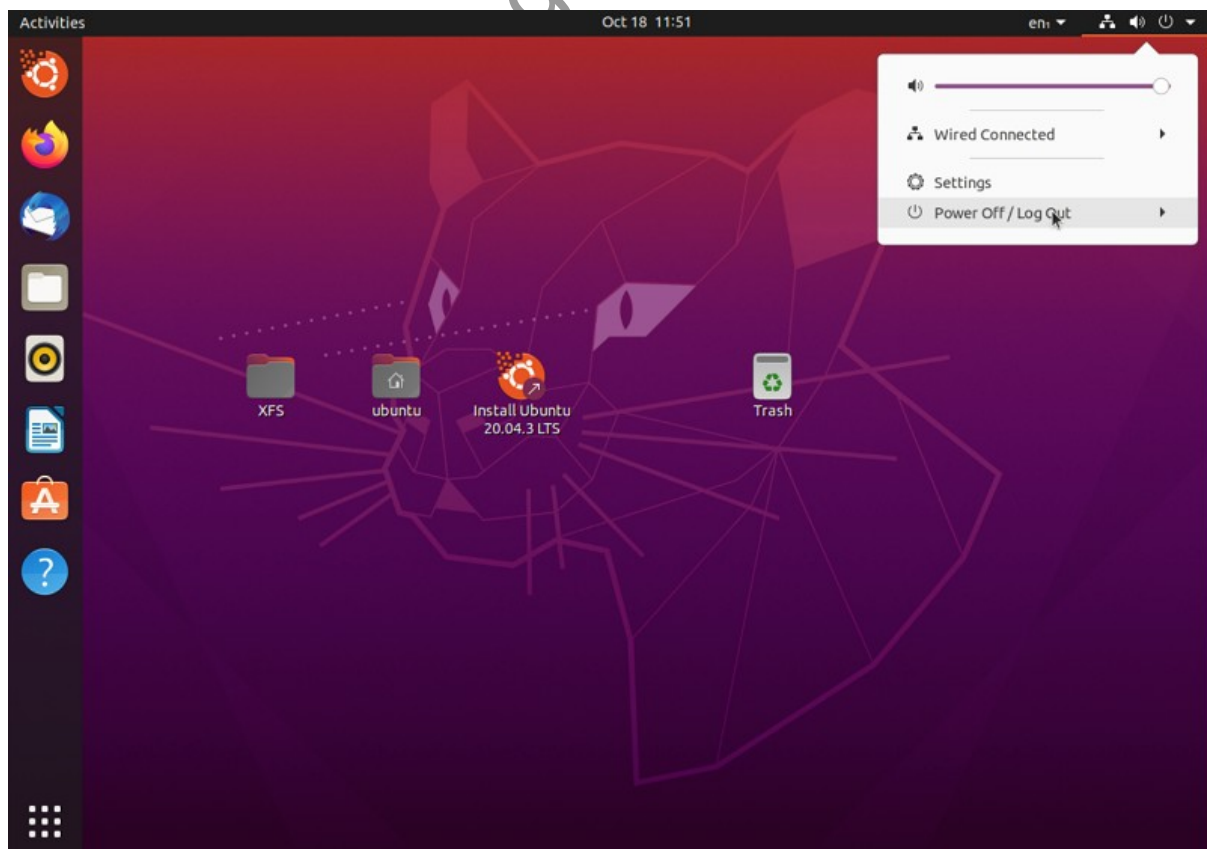 Activities
Oct 18 11:51
en₁
Wired Connected
Settings
Power Off / Log Out
XFS
ubuntu
Install Ubuntu
20.04.3 LTS
Trash